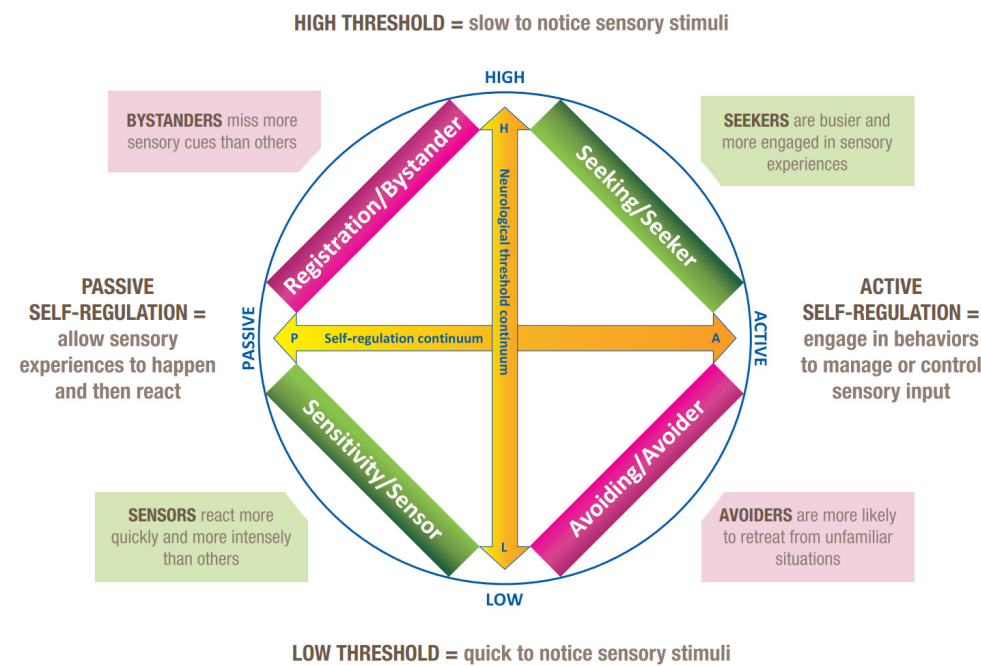 HIGH THRESHOLD = slow to notice sensory stimuli
HIGH
BYSTANDERS miss more
sensory cues than others
SEEKERS are busier and
more engaged in sensory
experiences
H
Registration/Bystander
Neurological threshold continuum
Seeking/Seeker
PASSIVE
SELF-REGULATION =
allow sensory
experiences to happen
and then react
PASSIVE
P
Self-regulation continuum
A
ACTIVE
ACTIVE
SELF-REGULATION =
engage in behaviors
to manage or control
sensory input
Sensitivity/Sensor
Avoiding/Avoider
SENSORS react more
quickly and more intensely
than others
L
AVOIDERS are more likely
to retreat from unfamiliar
situations
LOW
LOW THRESHOLD = quick to notice sensory stimuli